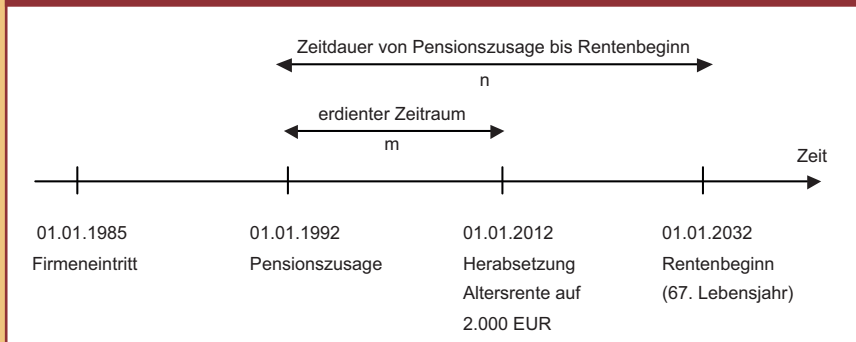 Zeitdauer von Pensionszusage bis Rentenbeginn
n
erdienter Zeitraum
m
Zeit
01.01.1985
Firmeneintritt
01.01.1992
Pensionszusage
01.01.2012
Herabsetzung
Altersrente auf
2.000 EUR
01.01.2032
Rentenbeginn
(67. Lebensjahr)